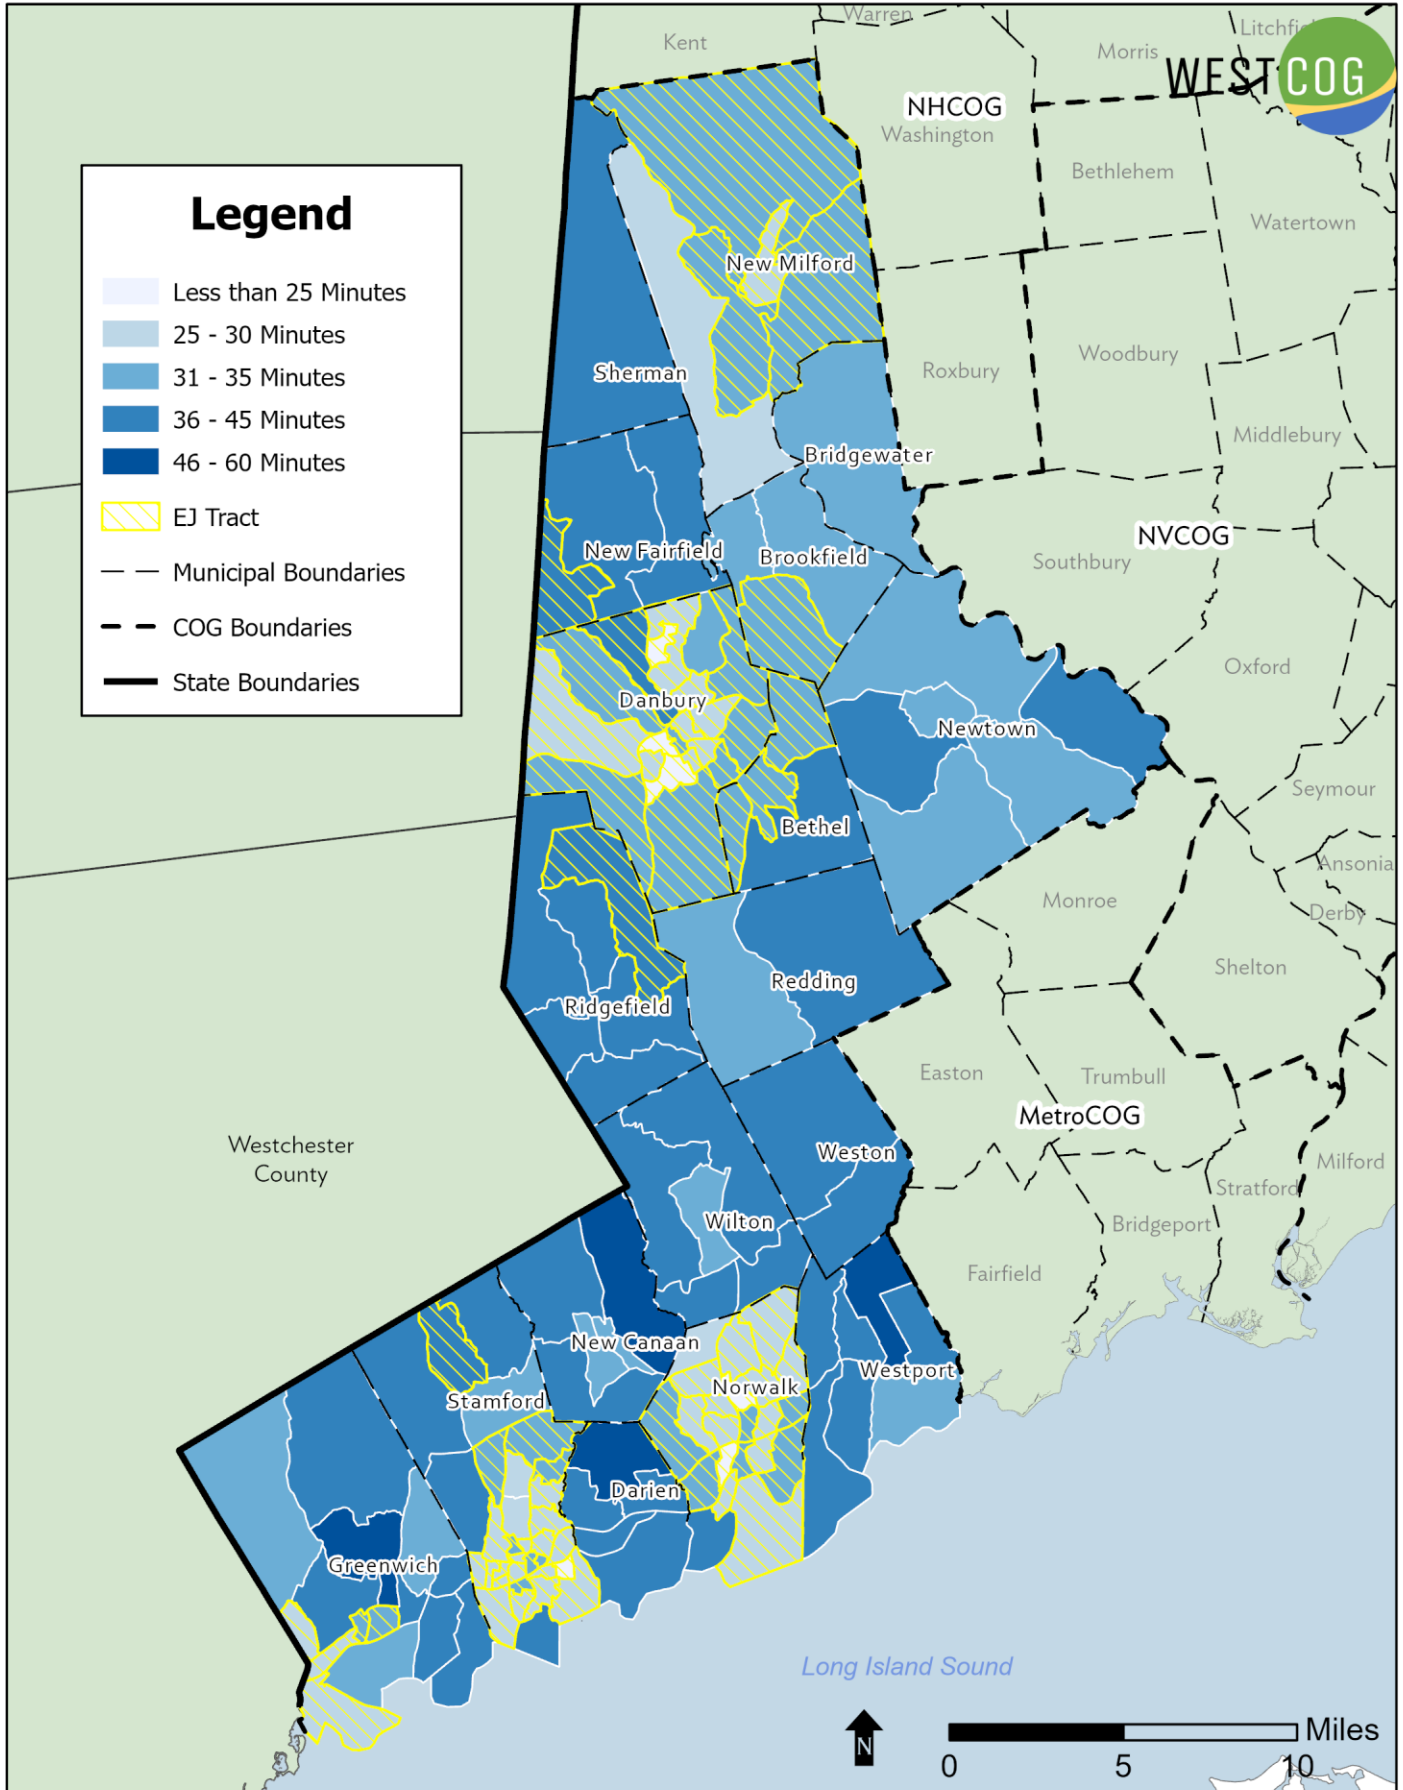 Warren
Kent
Litchfi
Morris
WESTCOG
NHCOG
Washington
Bethlehem
Watertown
Legend
Less than 25 Minutes
25 - 30 Minutes
31 - 35 Minutes
36 - 45 Minutes
46 - 60 Minutes
EJ Tract
Municipal Boundaries
COG Boundaries
State Boundaries
New Milford
Sherman
Roxbury
Woodbury
Middlebury
Bridgewater
NVCOG
New Fairfield
Brookfield
Southbury
Oxford
Danbury
Newtown
Seymour
Bethel
Ansonia
Monroe
Derby
Shelton
Redding
Ridgefield
Easton
Trumbull
MetroCOG
Westchester
County
Weston
Milford
Stratford
Wilton
Bridgeport
Fairfield
New Canaan
Westport
Norwalk
Stamford
Darien
Greenwich
Long Island Sound
N
Miles
0 5 10